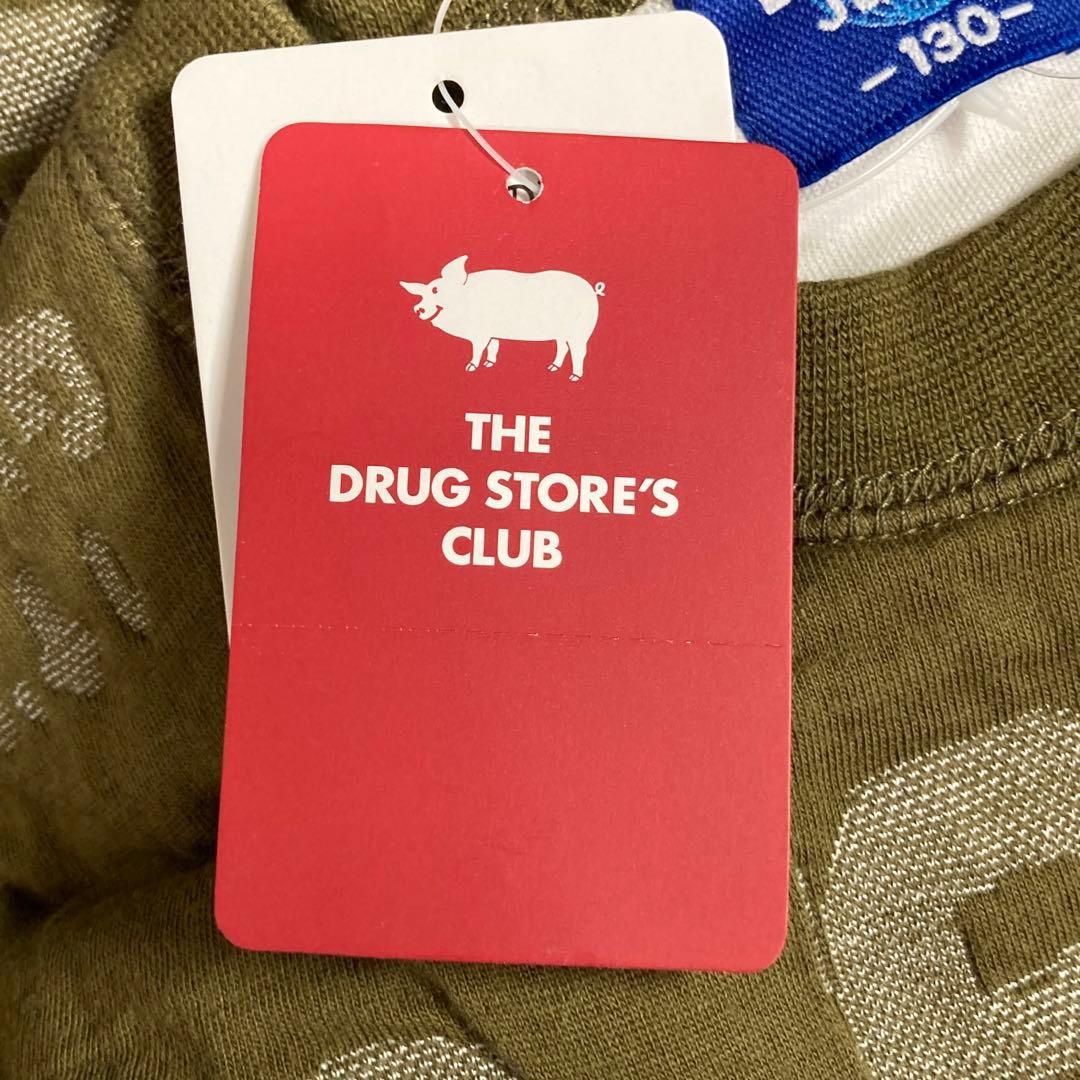 -130-
THE
DRUG STORE'S
CLUB